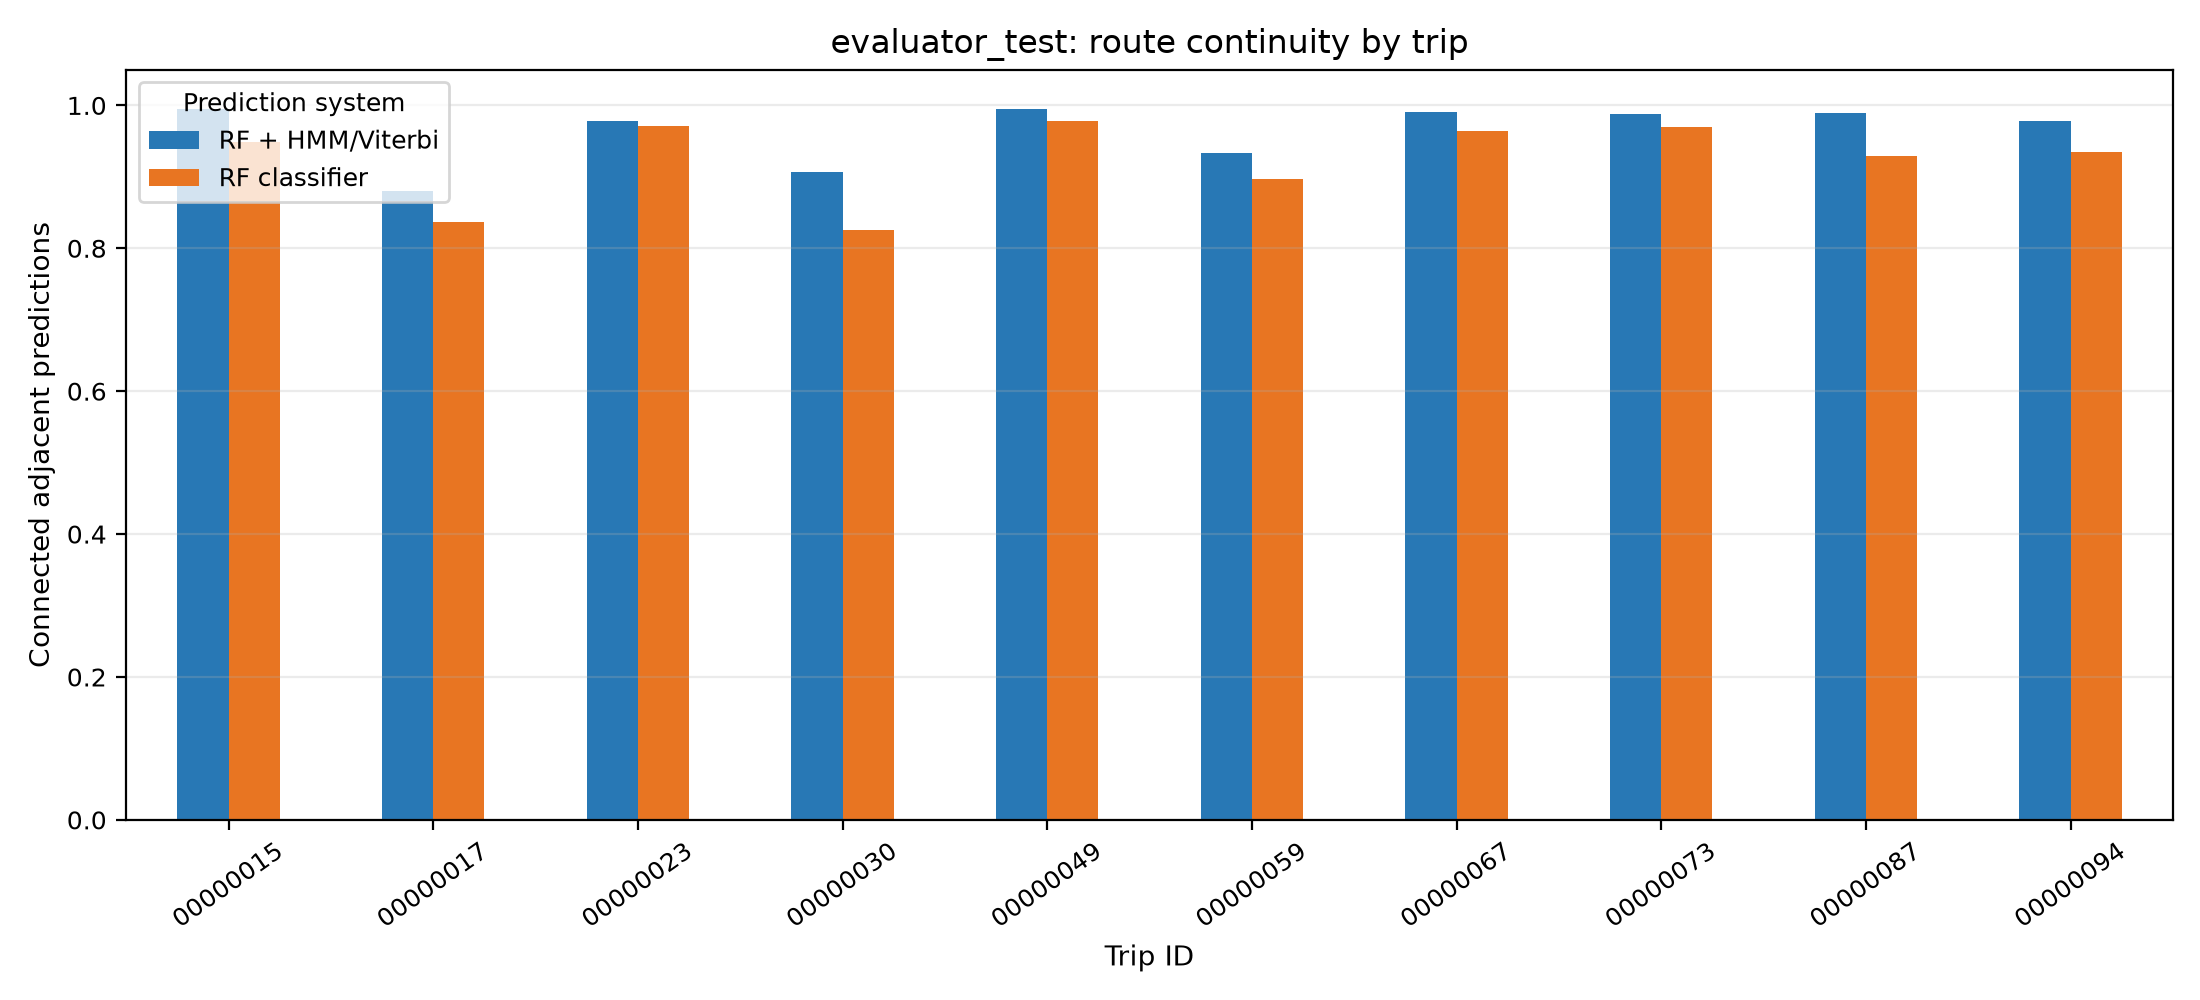 evaluator_test: route continuity by trip
Prediction system
RF + HMM/Viterbi
RF classifier
Connected adjacent predictions
1.0
0.8
0.6
0.4
0.2
0.0
00000015
00000017
00000023
00000030
00000049
00000059
00000067
00000073
00000087
00000094
Trip ID